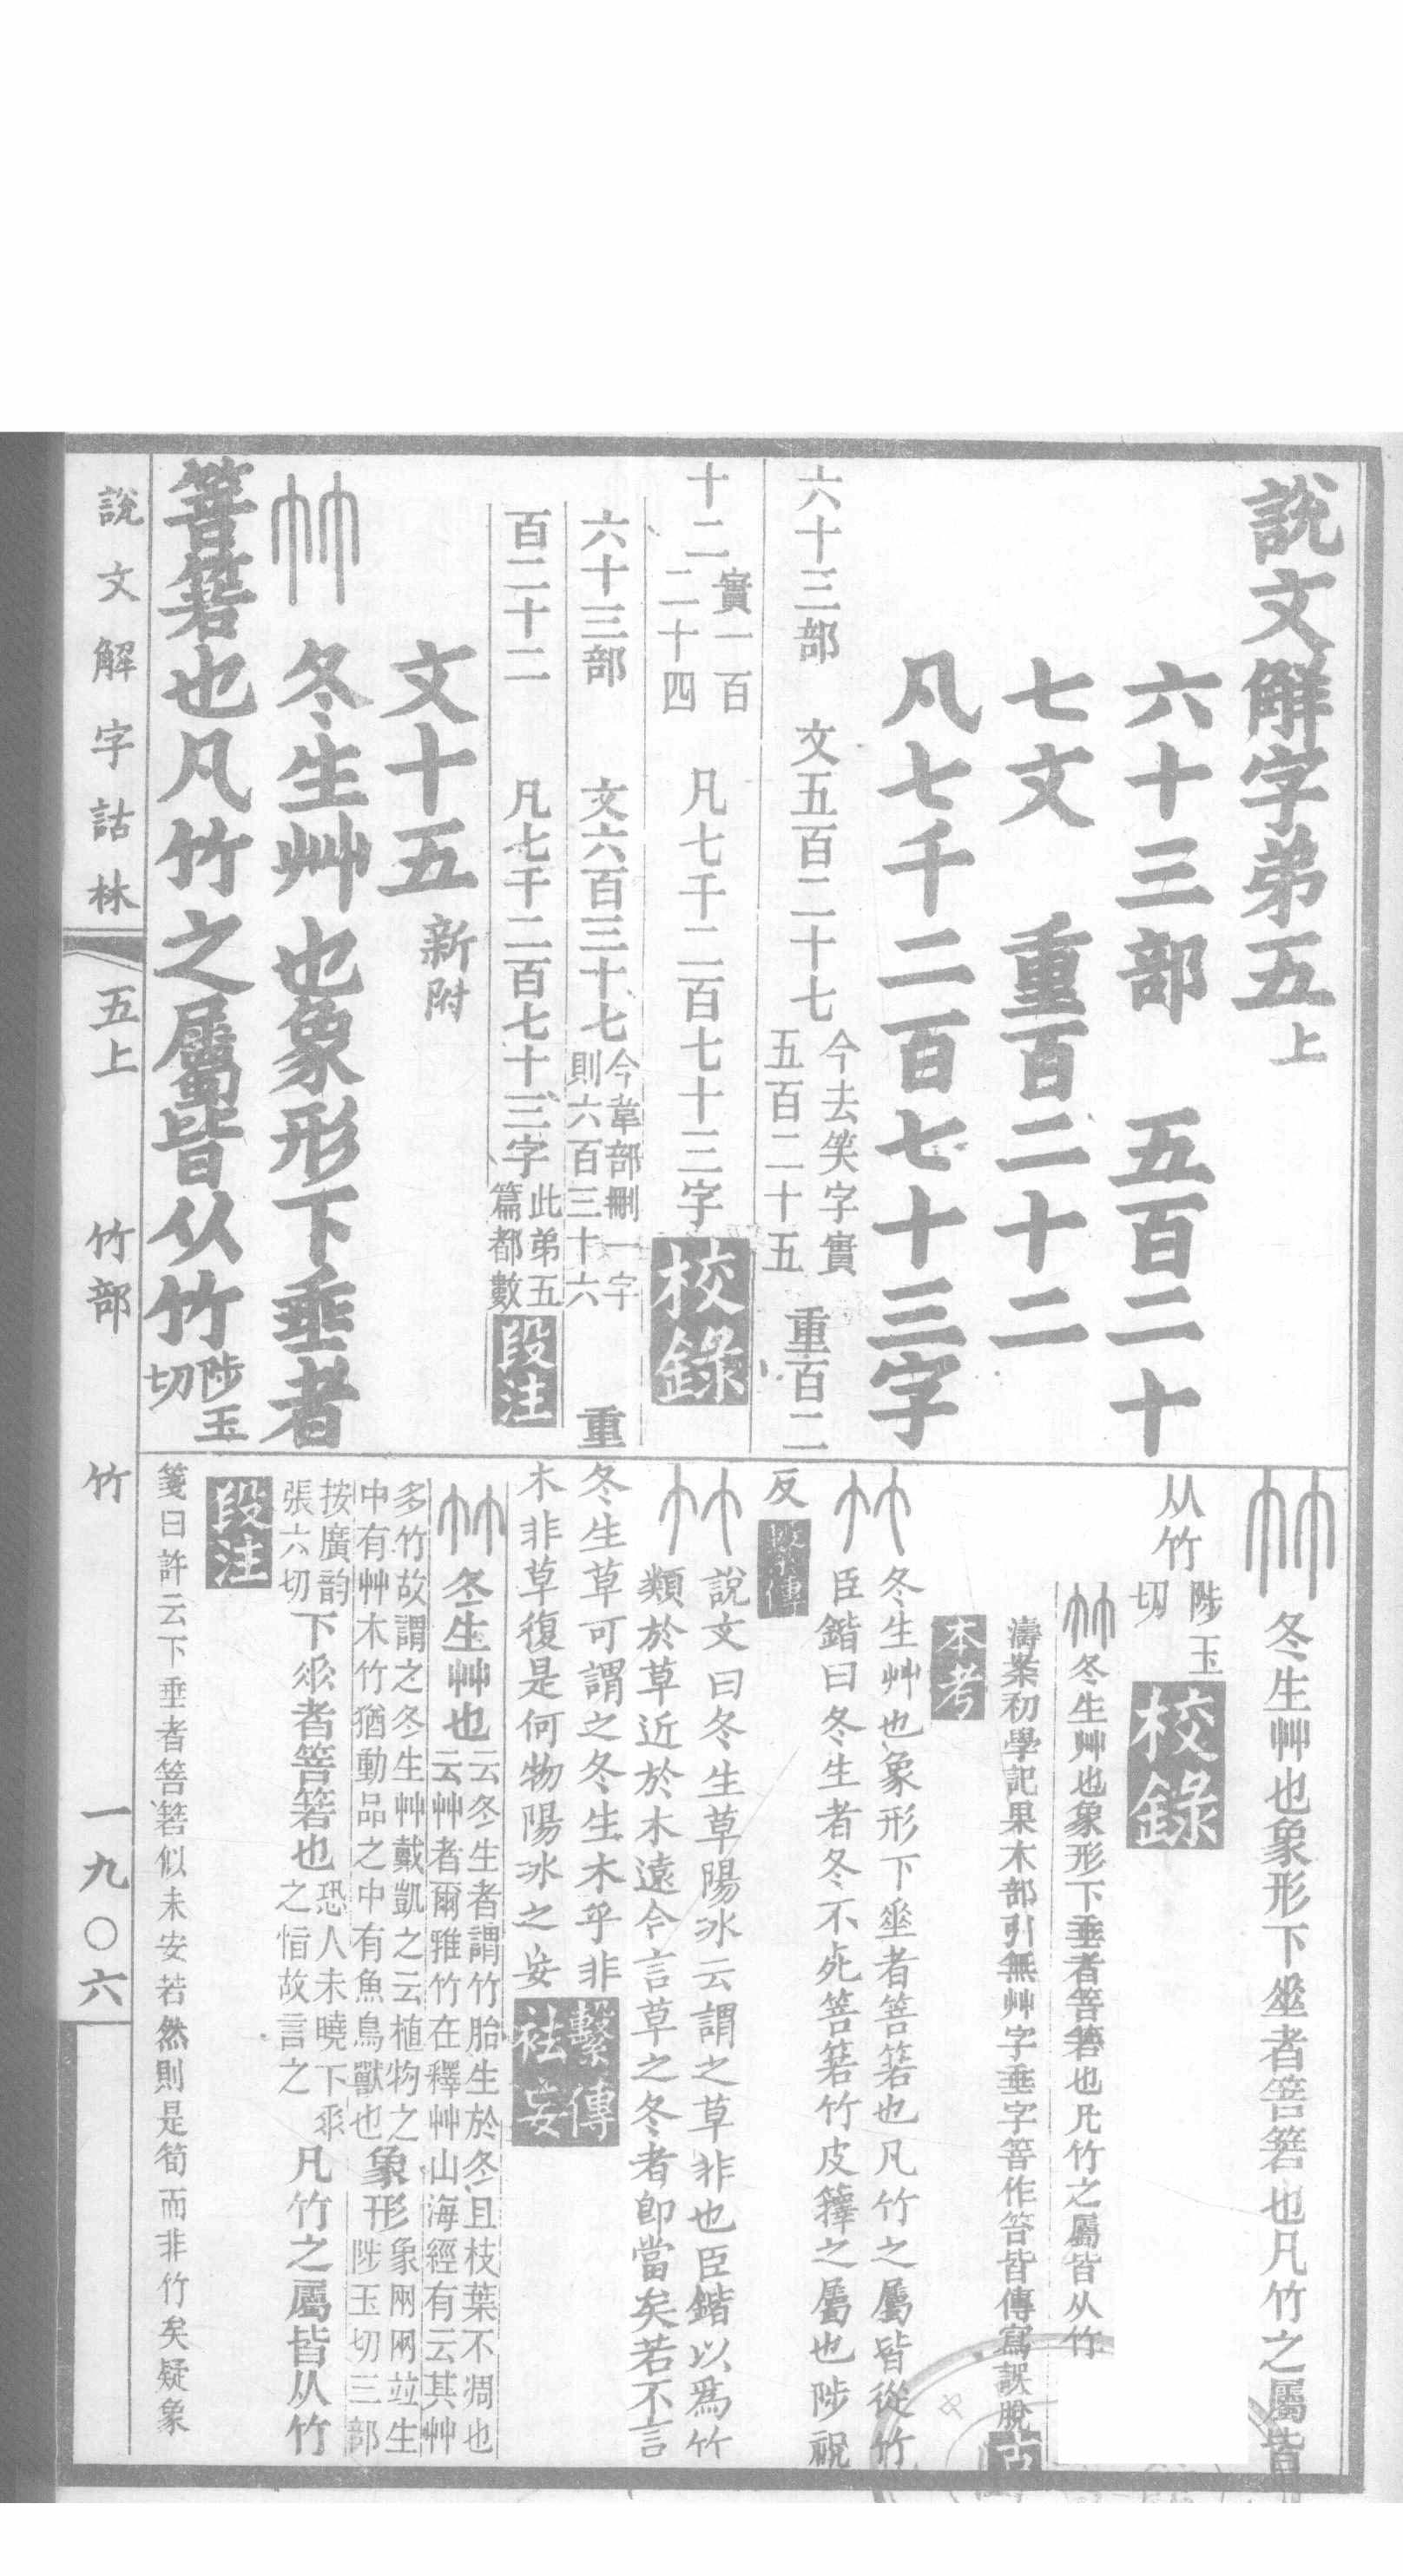 說文解字弟五上
六十三部　五百二十
七文　重百二十二
凡七千二百七十三字
六十三部　文五百二十七今去笑字實五百二十五　重百二
十二實一百二十四　凡七千二百七十三字校錄
六十三部　文六百三十七今韋部刪一字則六百三十六　重
百二十二　凡七千二百七十三字此弟五篇都數段注
文十五新附
竹冬生艸也象形下垂者
箁箬也凡竹之屬皆从竹陟玉切
竹冬生艸也象形下𠂹者箁箬也凡竹之屬皆
从竹陟玉切校錄
竹冬生艸也象形下垂者箁箬也凡竹之屬皆从竹
濤案初學記果木部引無艸字垂字箁作答皆傳寫誤脫古
本考
竹冬生艸也象形下𠂹者箁箬也凡竹之屬皆從竹
臣鍇曰冬生者冬不死箁箬竹皮籜之屬也陟祝
反繫傳
竹說文曰冬生草陽冰云謂之草非也臣鍇以爲竹
類於草近於木遠今言草之冬者卽當矣若不言
冬生草可謂之冬生木乎非
木非草復是何物陽冰之妄繫傳祛妄
竹冬生艸也云冬生者謂竹胎生於冬且枝葉不凋也云艸者爾雅竹在釋艸山海經有云其艸
多竹故謂之冬生艸戴凱之云植物之中有艸木竹猶動品之中有魚鳥獸也象形象兩兩竝生陟玉切三部
按廣韵張六切下𠂹者箁箬也恐人未曉下𠂹之恉故言之凡竹之屬皆从竹
段注
箋曰許云下垂者箁箬似未安若然則是筍而非竹矣疑象
說文解字詁林　五上　竹部　竹　一九〇六